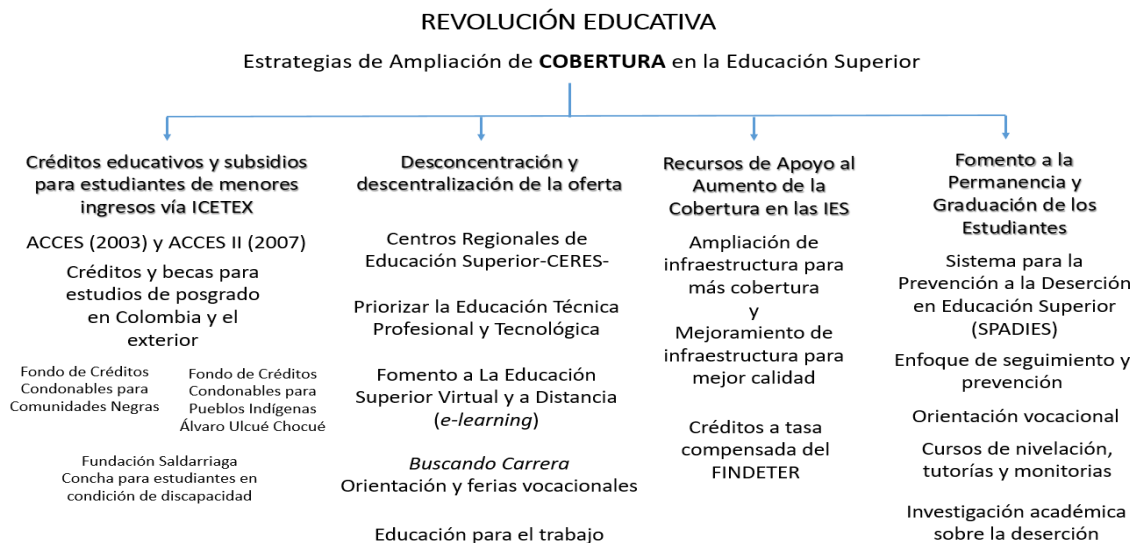 REVOLUCIÓN EDUCATIVA
Estrategias de Ampliación de COBERTURA en la Educación Superior
Créditos educativos y subsidios
para estudiantes de menores
ingresos vía ICETEX
ACCES (2003) y ACCES II (2007)
Créditos y becas para
estudios de posgrado
en Colombia y el
exterior
Fondo de Créditos
Condonables para
Comunidades Negras
Fondo de Créditos
Condonables para
Pueblos Indígenas
Álvaro Ulcué Chocué
Fundación Saldarriaga
Concha para estudiantes en
condición de discapacidad
Desconcentración y
descentralización de la oferta
Centros Regionales de
Educación Superior-CERES-
Priorizar la Educación Técnica
Profesional y Tecnológica
Fomento a La Educación
Superior Virtual y a Distancia
(e-learning)
Buscando Carrera
Orientación y ferias vocacionales
Educación para el trabajo
Recursos de Apoyo al
Aumento de la
Cobertura en las IES
Ampliación de
infraestructura para
más cobertura
y
Mejoramiento de
infraestructura para
mejor calidad
Créditos a tasa
compensada del
FINDETER
Fomento a la
Permanencia y
Graduación de los
Estudiantes
Sistema para la
Prevención a la Deserción
en Educación Superior
(SPADIES)
Enfoque de seguimiento y
prevención
Orientación vocacional
Cursos de nivelación,
tutorías y monitorias
Investigación académica
sobre la deserción